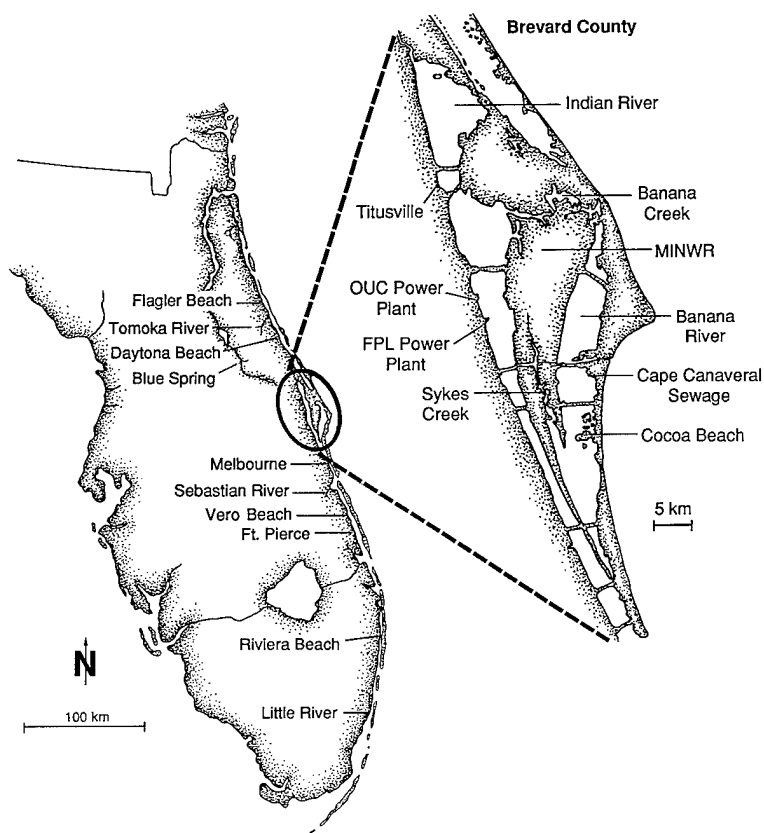 Brevard County
Indian River
Titusville
Banana
Creek
MINWR
OUC Power
Plant
Banana
River
FPL Power
Plant
Cape Canaveral
Sewage
Sykes
Creek
Cocoa Beach
5 km
Flagler Beach
Tomoka River
Daytona Beach
Blue Spring
Melbourne
Sebastian River
Vero Beach
Ft. Pierce
Riviera Beach
Little River
N
100 km